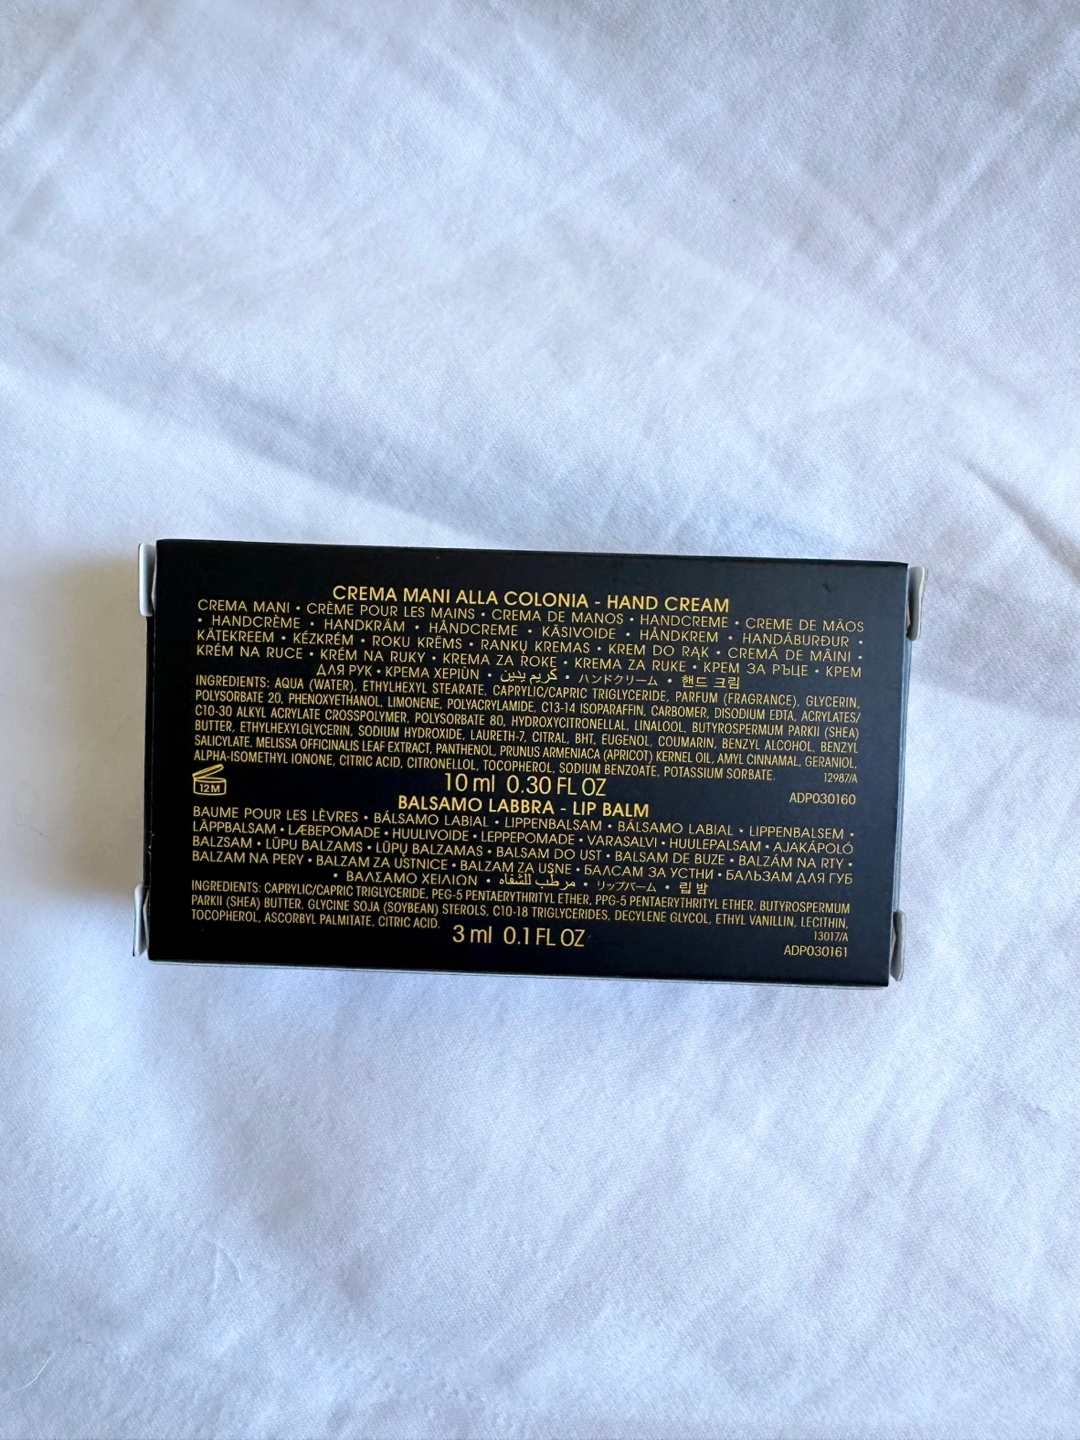 CREMA MANI ALLA COLONIA - HAND CREAM
CREMA MANI • CRÈME POUR LES MAINS • CREMA DE MANOS • HANDCREME • CREME DE MÃOS
• HANDCRÈME • HANDKRÄM • HÅNDCREME • KÄSIVOIDE • HÅNDKREM • HANDÁBURÐUR •
KÄTEKREEM • KÉZKRÉM • ROKU KRĒMS • RANKŲ KREMAS • KREM DO RĄK • CREMĂ DE MÂINI •
KRÉM NA RUCE • KRÉM NA RUKY • KREMA ZA ROKE • KREMA ZA RUKE • КРЕМ ЗА РЪЦЕ • КРЕМ
ДЛЯ РУК • ΚΡΕΜΑ ΧΕΡΙΩΝ • كريم يدين • ハンドクリーム • 핸드 크림
INGREDIENTS: AQUA (WATER), ETHYLHEXYL STEARATE, CAPRYLIC/CAPRIC TRIGLYCERIDE, PARFUM (FRAGRANCE), GLYCERIN,
POLYSORBATE 20, PHENOXYETHANOL, LIMONENE, POLYACRYLAMIDE, C13-14 ISOPARAFFIN, CARBOMER, DISODIUM EDTA, ACRYLATES/
C10-30 ALKYL ACRYLATE CROSSPOLYMER, POLYSORBATE 80, HYDROXYCITRONELLAL, LINALOOL, BUTYROSPERMUM PARKII (SHEA)
BUTTER, ETHYLHEXYLGLYCERIN, SODIUM HYDROXIDE, LAURETH-7, CITRAL, BHT, EUGENOL, COUMARIN, BENZYL ALCOHOL, BENZYL
SALICYLATE, MELISSA OFFICINALIS LEAF EXTRACT, PANTHENOL, PRUNUS ARMENIACA (APRICOT) KERNEL OIL, AMYL CINNAMAL, GERANIOL,
ALPHA-ISOMETHYL IONONE, CITRIC ACID, CITRONELLOL, TOCOPHEROL, SODIUM BENZOATE, POTASSIUM SORBATE. 12987/A
12M 10 ml 0.30 FL OZ ADP030160
BALSAMO LABBRA - LIP BALM
BAUME POUR LES LÈVRES • BÁLSAMO LABIAL • LIPPENBALSAM • BÁLSAMO LABIAL • LIPPENBALSEM •
LÄPPBALSAM • LÆBEPOMADE • HUULIVOIDE • LEPPEPOMADE • VARASALVI • HUULEPALSAM • AJAKÁPOLÓ
BALZSAM • LŪPU BALZAMS • LŪPŲ BALZAMAS • BALSAM DO UST • BALSAM DE BUZE • BALZÁM NA RTY •
BALZAM NA PERY • BALZAM ZA USTNICE • BALZAM ZA USNE • БАЛСАМ ЗА УСТНИ • БАЛЬЗАМ ДЛЯ ГУБ
• ΒΑΛΣΑΜΟ ΧΕΙΛΙΩΝ • مرطب للشفاه • リップバーム • 립 밤
INGREDIENTS: CAPRYLIC/CAPRIC TRIGLYCERIDE, PEG-5 PENTAERYTHRITYL ETHER, PPG-5 PENTAERYTHRITYL ETHER, BUTYROSPERMUM
PARKII (SHEA) BUTTER, GLYCINE SOJA (SOYBEAN) STEROLS, C10-18 TRIGLYCERIDES, DECYLENE GLYCOL, ETHYL VANILLIN, LECITHIN,
TOCOPHEROL, ASCORBYL PALMITATE, CITRIC ACID. 13017/A
3 ml 0.1 FL OZ ADP030161